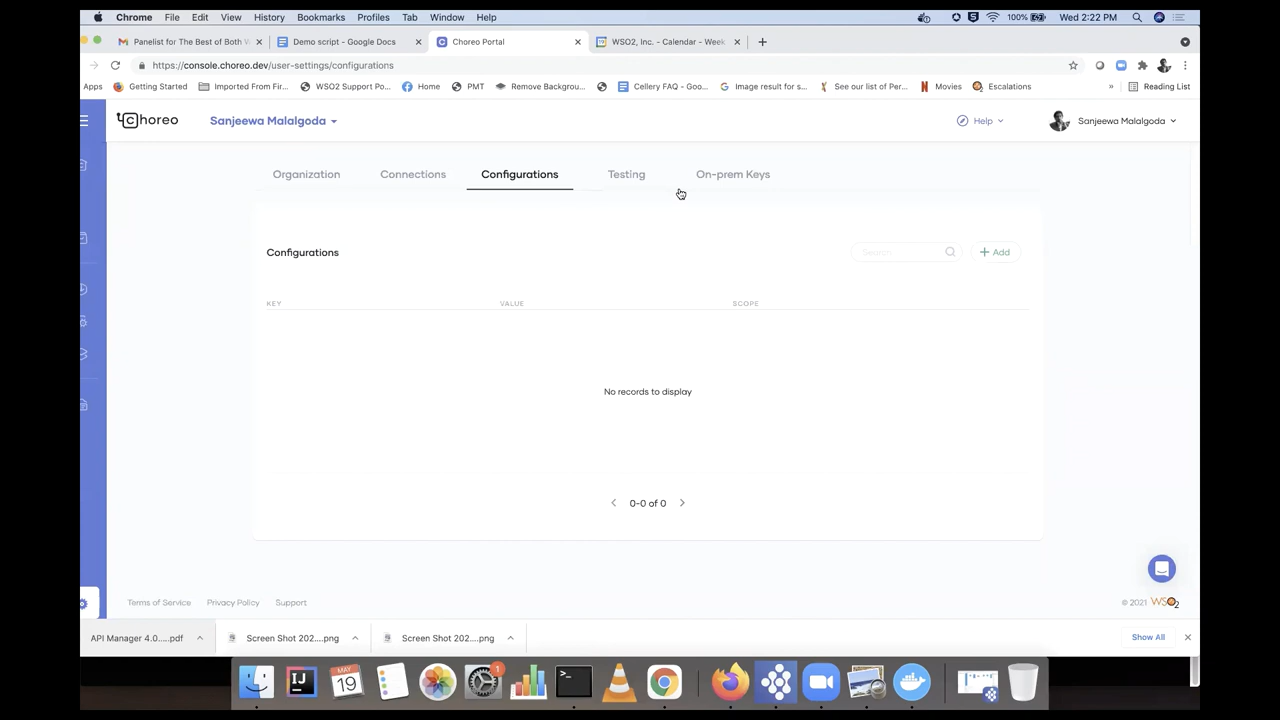 Chrome File Edit View History Bookmarks Profiles Tab Window Help 100% Wed 2:22 PM
Panelist for The Best of Both W Demo script - Google Docs Choreo Portal WSO2, Inc. - Calendar - Week
https://console.choreo.dev/user-settings/configurations
Apps Getting Started Imported From Fir... WSO2 Support Po... Home PMT Remove Backgrou... Cellery FAQ - Goo... Image result for s... See our list of Per... Movies Escalations » Reading List
choreo Sanjeewa Malalgoda Help Sanjeewa Malalgoda
Organization Connections Configurations Testing On-prem Keys
Configurations Search + Add
KEY VALUE SCOPE
No records to display
0-0 of 0
Terms of Service Privacy Policy Support © 2021 WSO2
API Manager 4.0.....pdf Screen Shot 202....png Screen Shot 202....png Show All
IJ MAY 19 >_ 1